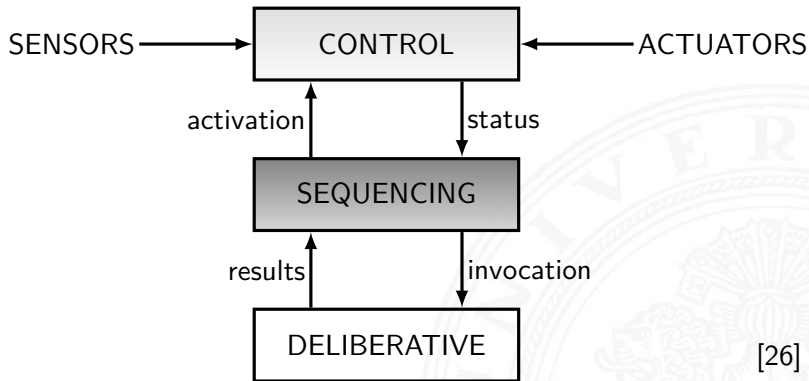 SENSORS
CONTROL
ACTUATORS
activation
status
SEQUENCING
results
invocation
DELIBERATIVE
[26]